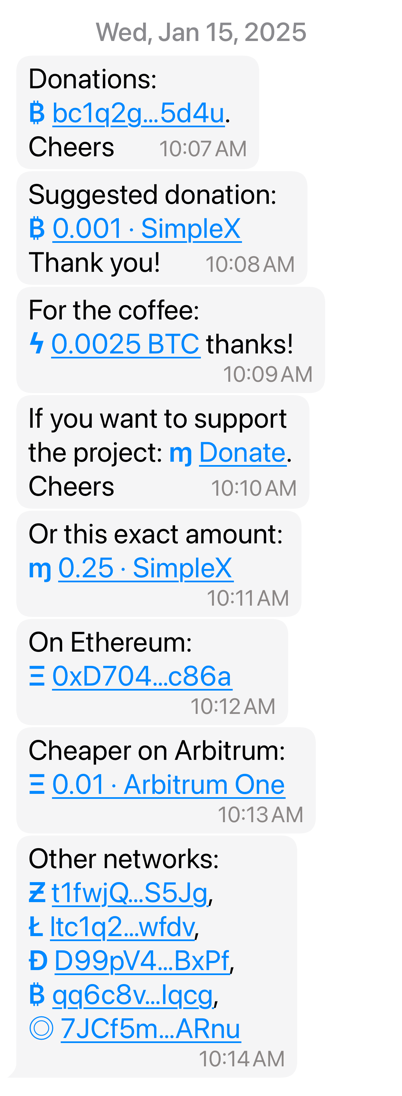 Wed, Jan 15, 2025
Donations:
₿ bc1q2g...5d4u.
Cheers 10:07 AM
Suggested donation:
₿ 0.001 · SimpleX
Thank you! 10:08 AM
For the coffee:
ϟ 0.0025 BTC thanks!
10:09 AM
If you want to support
the project: ɱ Donate.
Cheers 10:10 AM
Or this exact amount:
ɱ 0.25 · SimpleX
10:11 AM
On Ethereum:
Ξ 0xD704...c86a
10:12 AM
Cheaper on Arbitrum:
Ξ 0.01 · Arbitrum One
10:13 AM
Other networks:
Ƶ t1fwjQ...S5Jg,
Ł ltc1q2...wfdv,
Ð D99pV4...BxPf,
₿ qq6c8v...lqcg,
◎ 7JCf5m...ARnu
10:14 AM